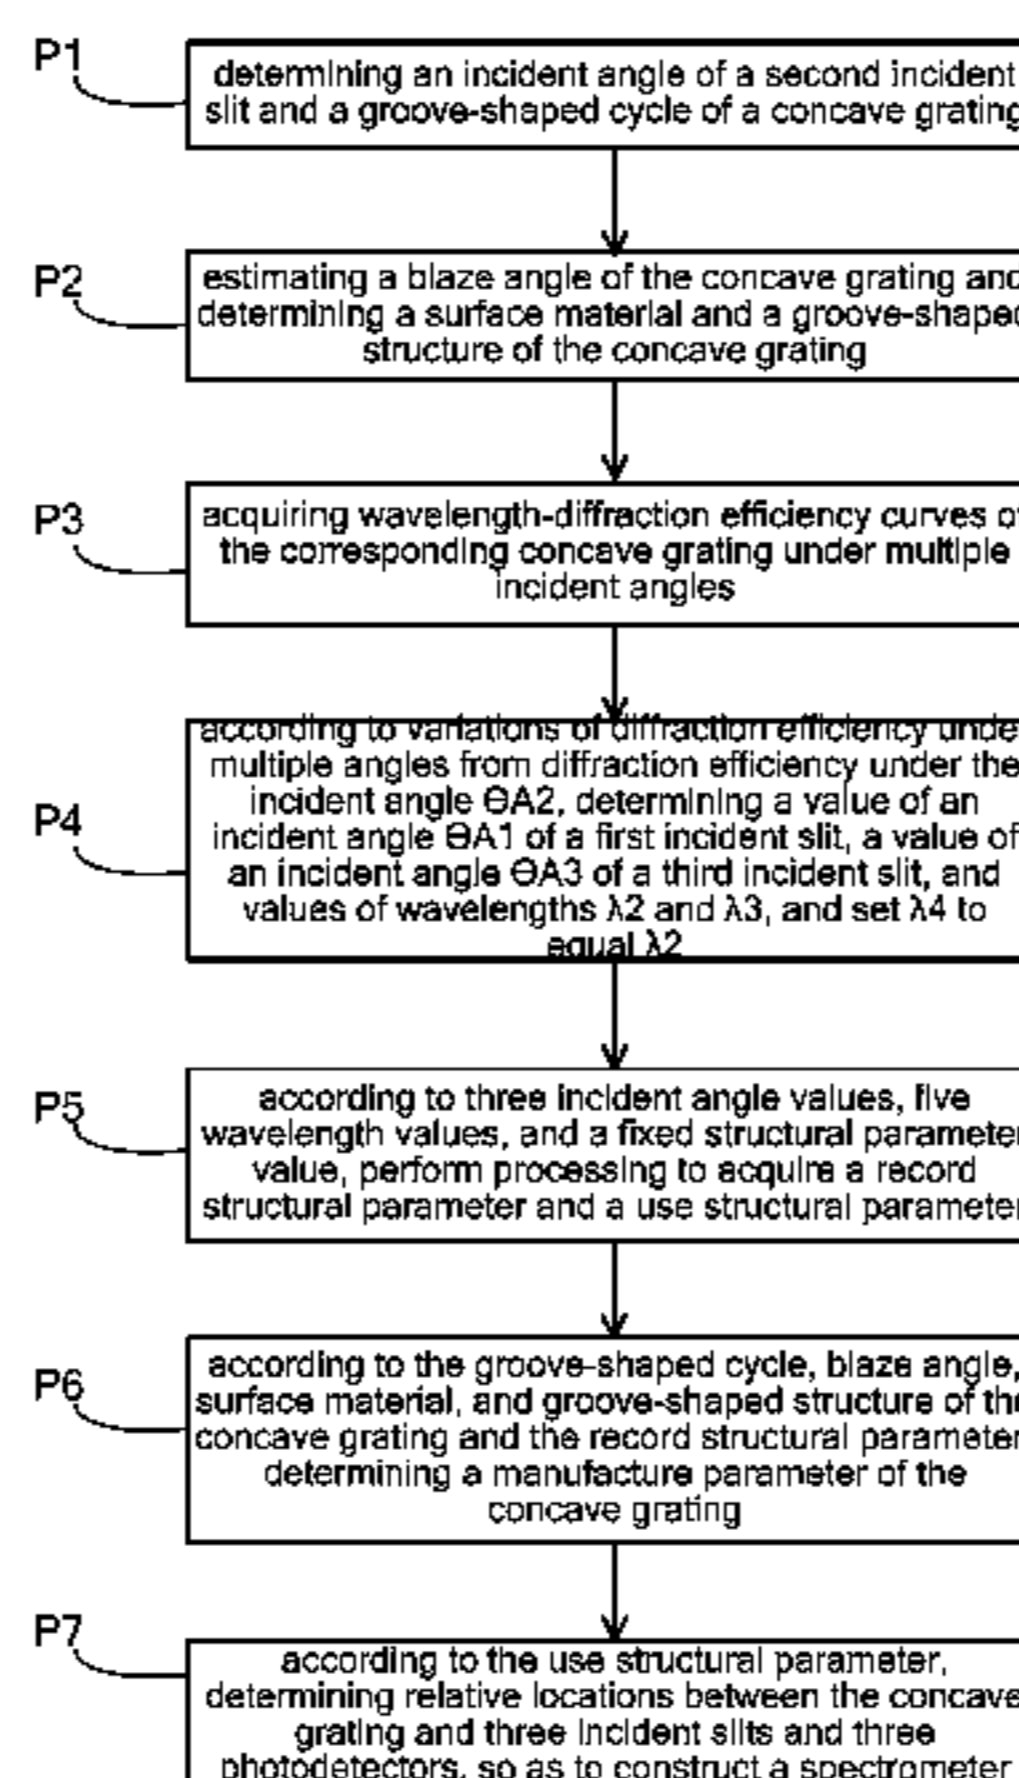 P1
determining an incident angle of a second incident
slit and a groove-shaped cycle of a concave grating
P2
estimating a blaze angle of the concave grating and
determining a surface material and a groove-shaped
structure of the concave grating
P3
acquiring wavelength-diffraction efficiency curves of
the corresponding concave grating under multiple
incident angles
P4
according to variations of diffraction efficiency under
multiple angles from diffraction efficiency under the
incident angle ΘA2, determining a value of an
incident angle ΘA1 of a first incident slit, a value of
an incident angle ΘA3 of a third incident slit, and
values of wavelengths λ2 and λ3, and set λ4 to
equal λ2
P5
according to three incident angle values, five
wavelength values, and a fixed structural parameter
value, perform processing to acquire a record
structural parameter and a use structural parameter
P6
according to the groove-shaped cycle, blaze angle,
surface material, and groove-shaped structure of the
concave grating and the record structural parameter
determining a manufacture parameter of the
concave grating
P7
according to the use structural parameter,
determining relative locations between the concave
grating and three incident slits and three
photodetectors, so as to construct a spectrometer